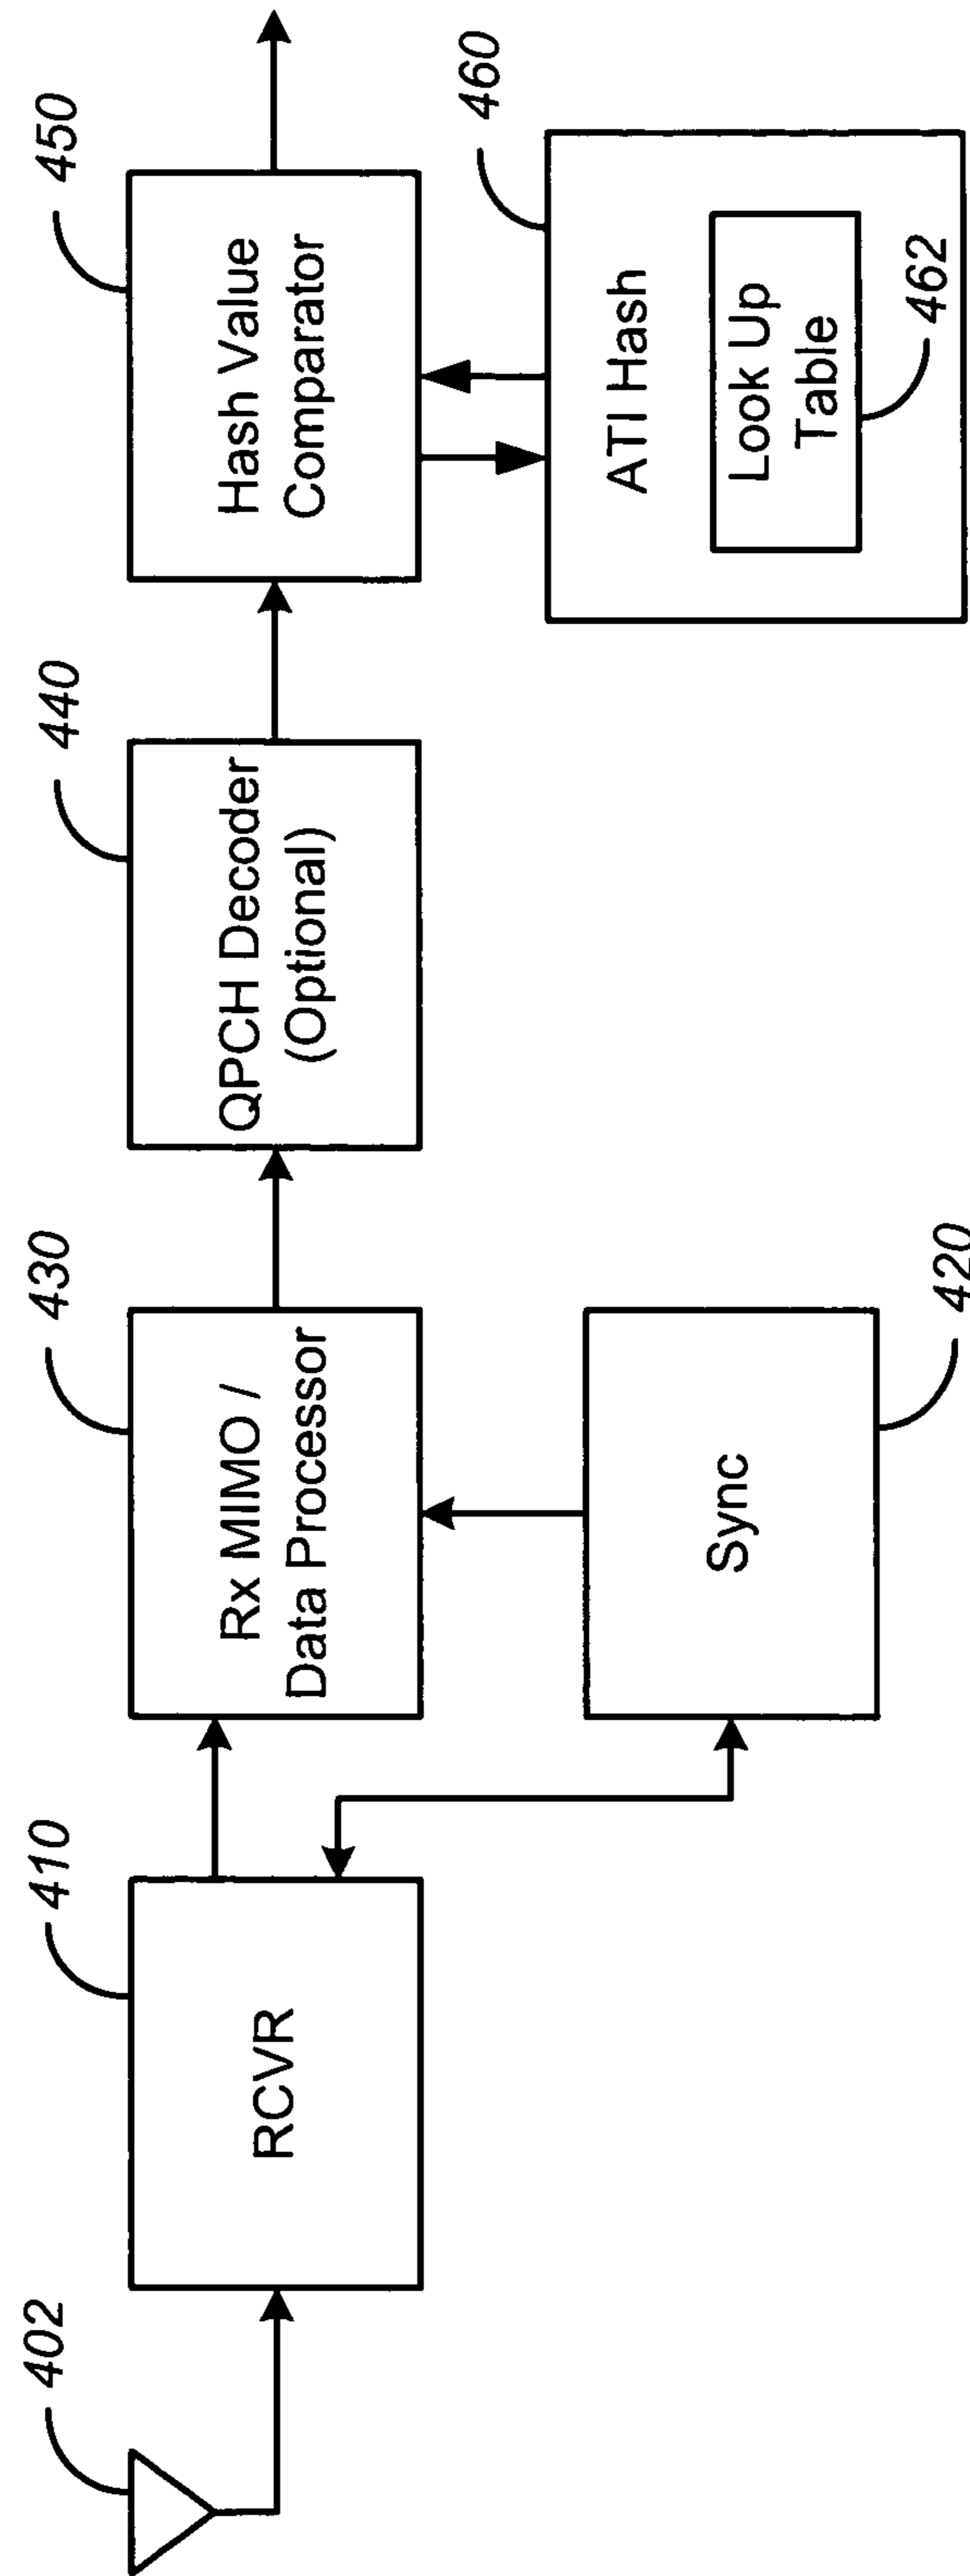 402
410
RCVR
430
Rx MIMO /
Data Processor
420
Sync
440
QPCH Decoder
(Optional)
450
Hash Value
Comparator
460
ATI Hash
Look Up
Table
462